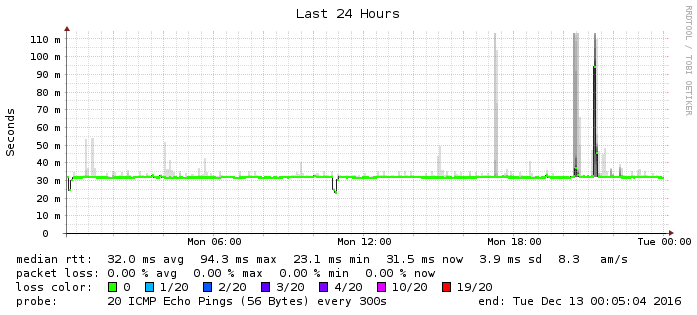 Last 24 Hours
RRDTOOL / TOBI OETIKER
Seconds
110 m
100 m
90 m
80 m
70 m
60 m
50 m
40 m
30 m
20 m
10 m
0
Mon 06:00 Mon 12:00 Mon 18:00 Tue 00:00
median rtt: 32.0 ms avg 94.3 ms max 23.1 ms min 31.5 ms now 3.9 ms sd 8.3 am/s
packet loss: 0.00 % avg 0.00 % max 0.00 % min 0.00 % now
loss color: 0 1/20 2/20 3/20 4/20 10/20 19/20
probe: 20 ICMP Echo Pings (56 Bytes) every 300s end: Tue Dec 13 00:05:04 2016